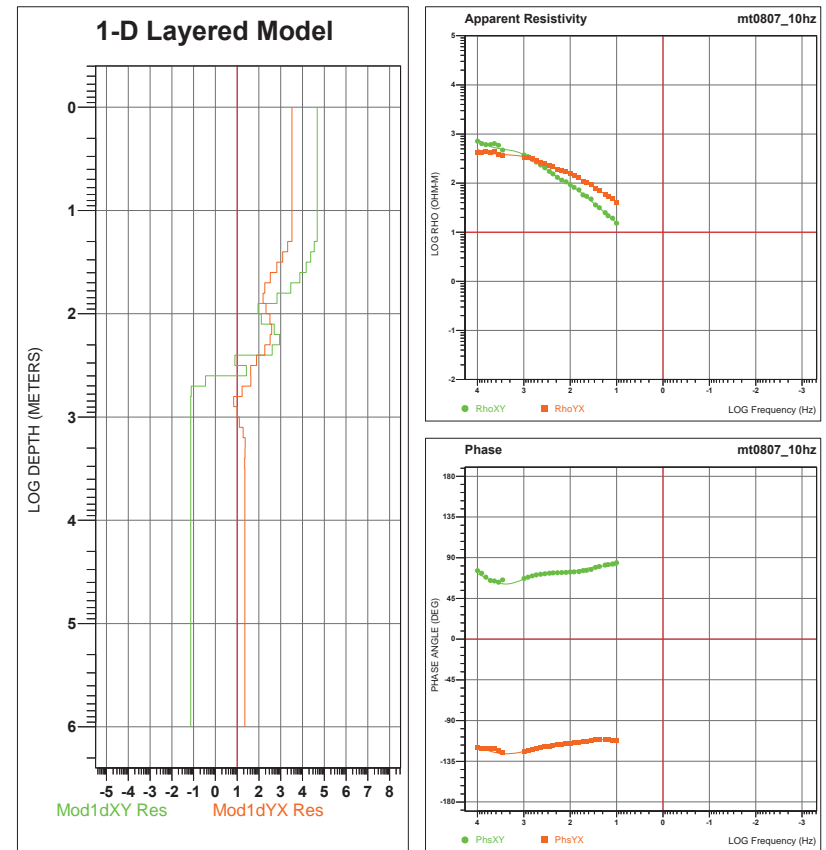 1-D Layered Model
LOG DEPTH (METERS)
0
1
2
3
4
5
6
-5 -4 -3 -2 -1 0 1 2 3 4 5 6 7 8
Mod1dXY Res Mod1dYX Res
Apparent Resistivity mt0807_10hz
LOG RHO (OHM-M)
5
4
3
2
1
0
-1
-2
4 3 2 1 0 -1 -2 -3
RhoXY RhoYX LOG Frequency (Hz)
Phase mt0807_10hz
PHASE ANGLE (DEG)
180
135
90
45
0
-45
-90
-135
-180
4 3 2 1 0 -1 -2 -3
PhsXY PhsYX LOG Frequency (Hz)